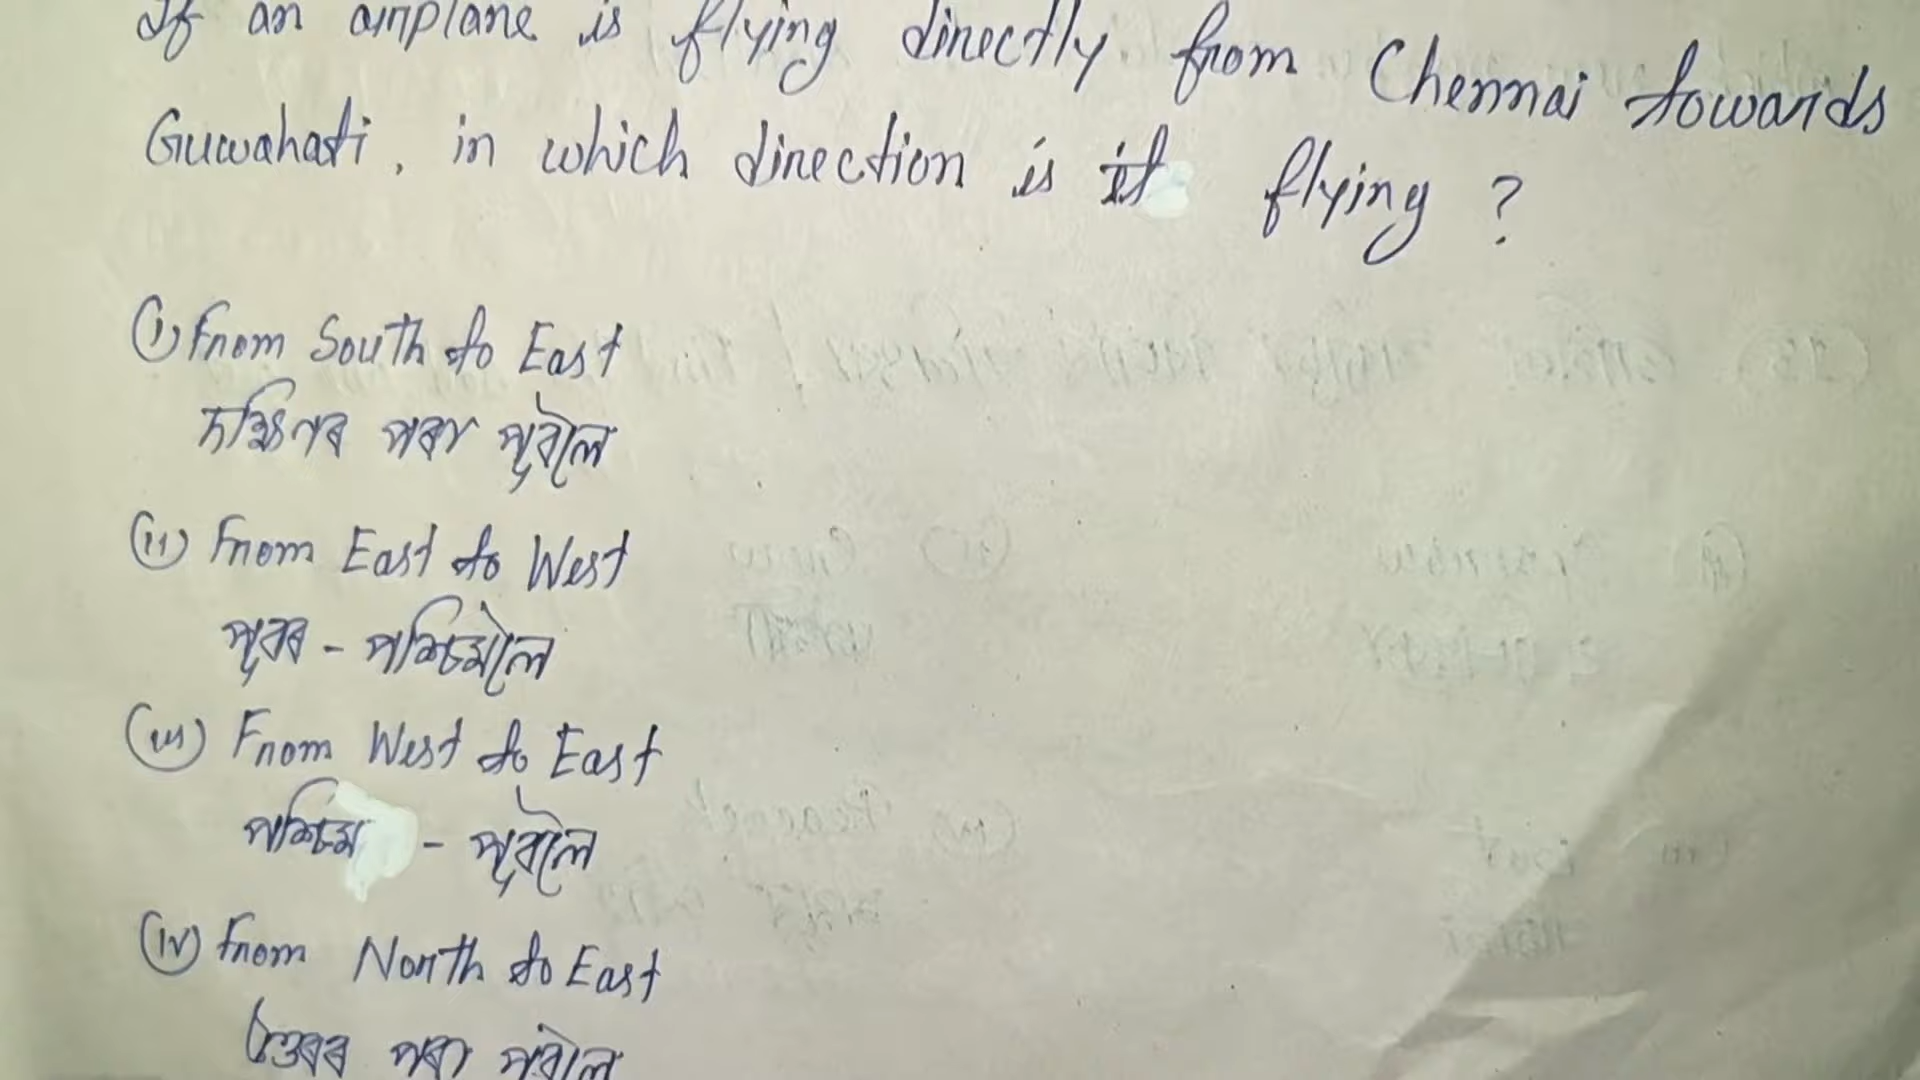 If an airplane is flying directly from Chennai towards
Guwahati, in which direction is it flying?
(i) From South to East
দক্ষিণৰ পৰা পূৱলৈ
(ii) From East to West
পূৱৰ - পশ্চিমলৈ
(iii) From West to East
পশ্চিম - পূৱলৈ
(iv) From North to East
উত্তৰৰ পৰা পূৱলৈ